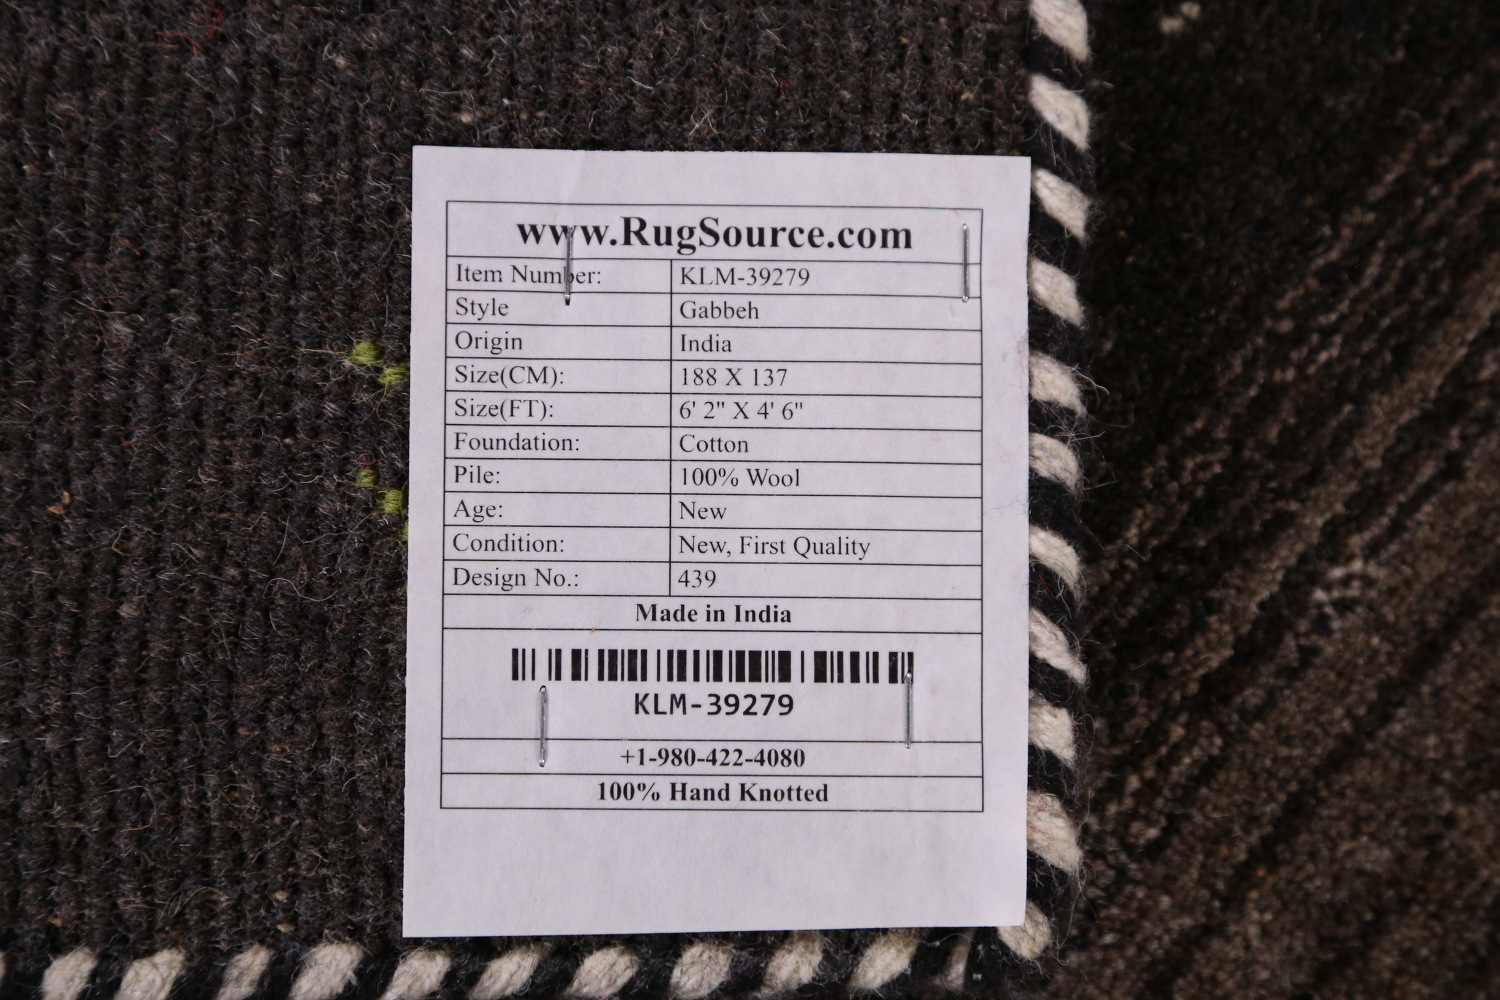 www.RugSource.com
Item Number: KLM-39279
Style Gabbeh
Origin India
Size(CM): 188 X 137
Size(FT): 6' 2" X 4' 6"
Foundation: Cotton
Pile: 100% Wool
Age: New
Condition: New, First Quality
Design No.: 439
Made in India
KLM-39279
+1-980-422-4080
100% Hand Knotted